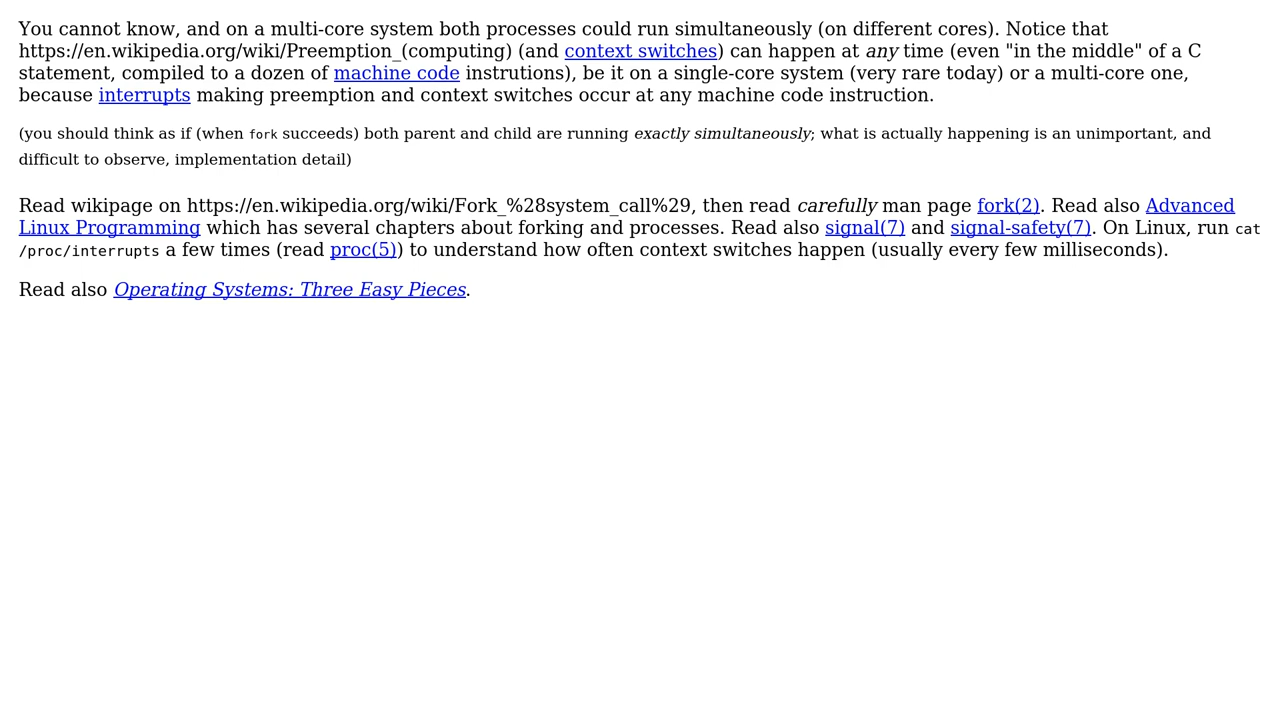 You cannot know, and on a multi-core system both processes could run simultaneously (on different cores). Notice that
https://en.wikipedia.org/wiki/Preemption_(computing) (and context switches) can happen at any time (even "in the middle" of a C
statement, compiled to a dozen of machine code instrutions), be it on a single-core system (very rare today) or a multi-core one,
because interrupts making preemption and context switches occur at any machine code instruction.
(you should think as if (when fork succeeds) both parent and child are running exactly simultaneously; what is actually happening is an unimportant, and
difficult to observe, implementation detail)
Read wikipage on https://en.wikipedia.org/wiki/Fork_%28system_call%29, then read carefully man page fork(2). Read also Advanced
Linux Programming which has several chapters about forking and processes. Read also signal(7) and signal-safety(7). On Linux, run cat
/proc/interrupts a few times (read proc(5)) to understand how often context switches happen (usually every few milliseconds).
Read also Operating Systems: Three Easy Pieces.